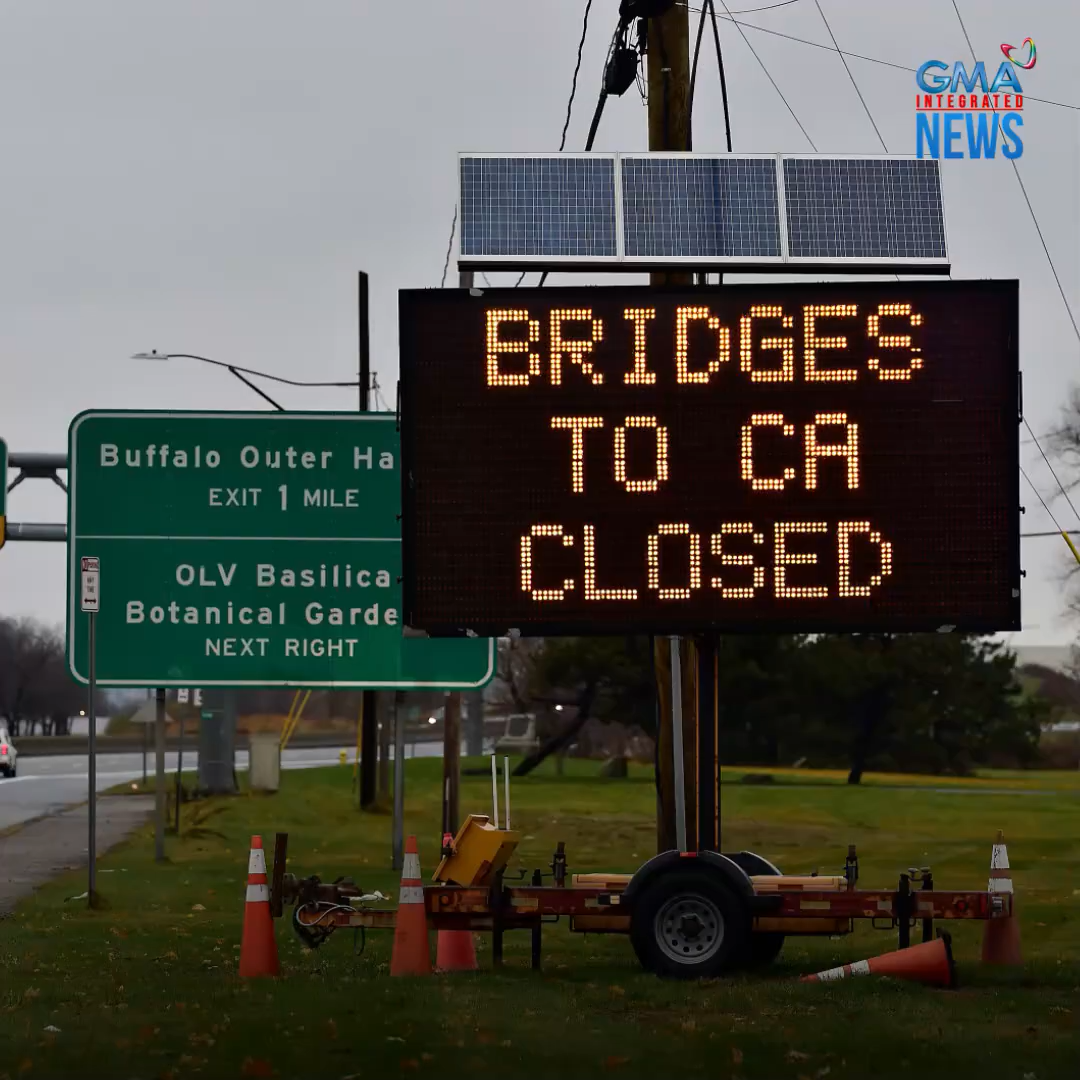 GMA
INTEGRATED
NEWS
BRIDGES
TO CA
CLOSED
Buffalo Outer Ha
EXIT 1 MILE
OLV Basilica
Botanical Garde
NEXT RIGHT